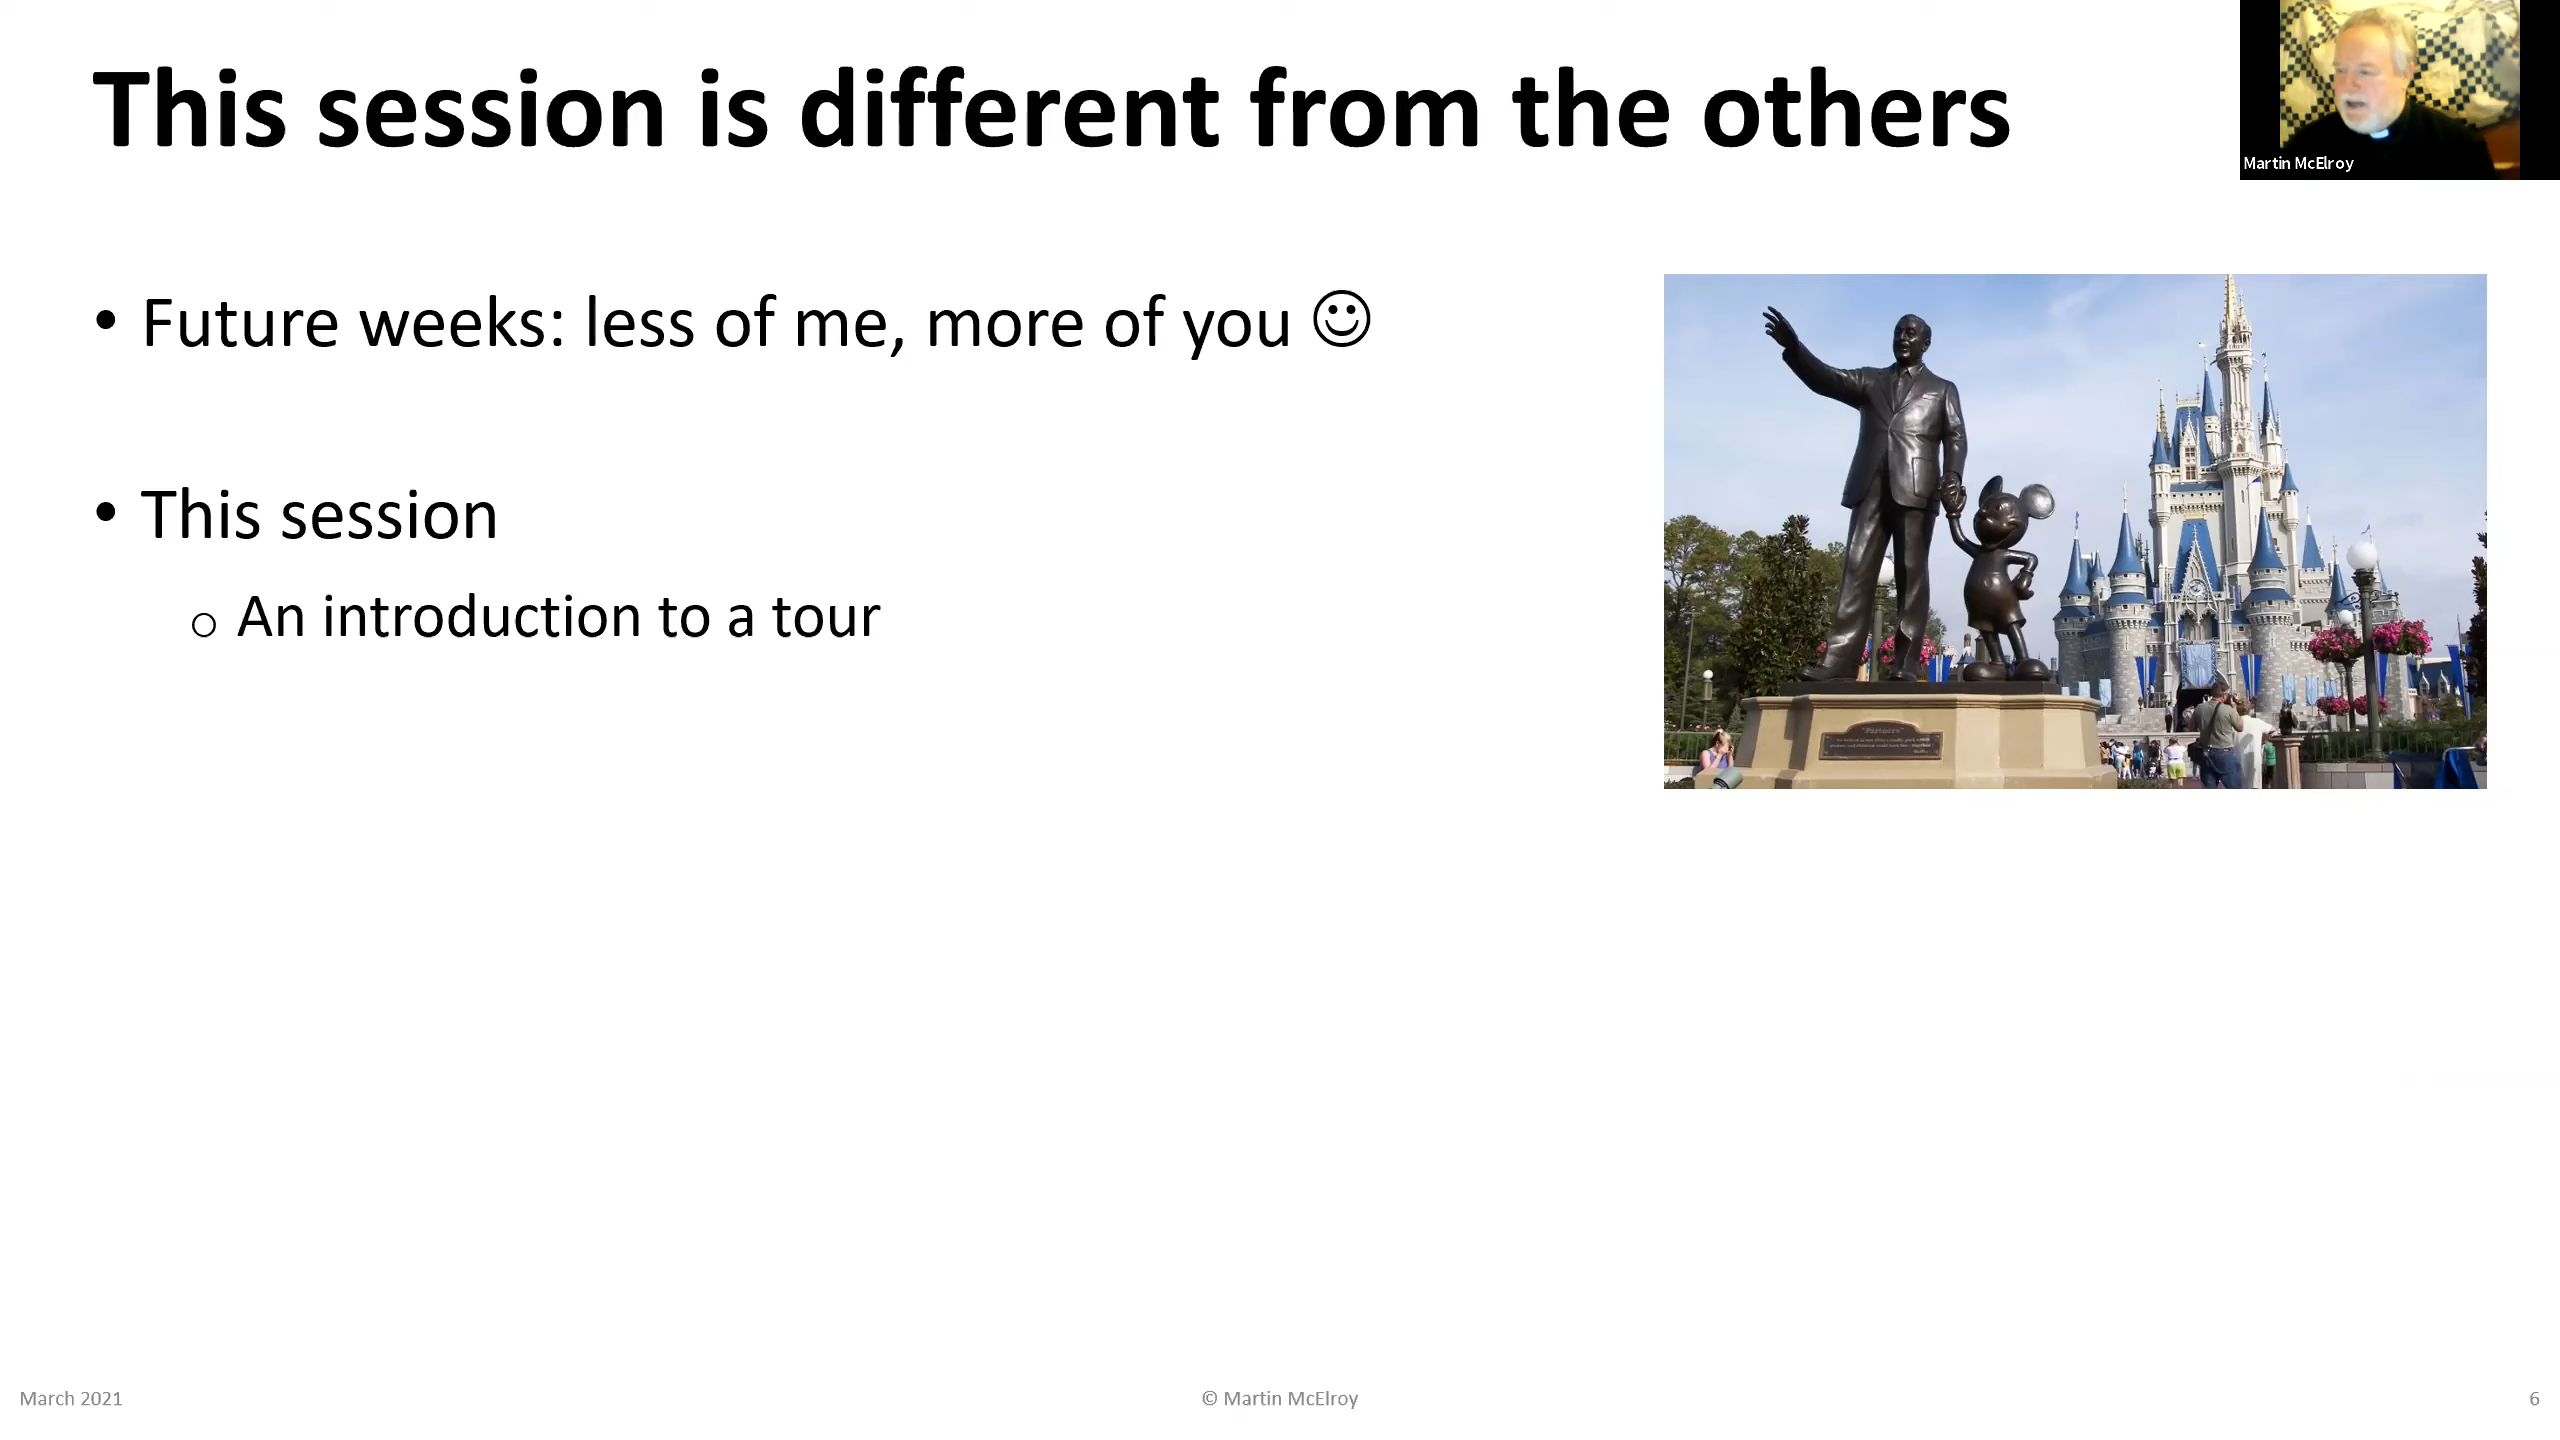 This session is different from the others
Martin McElroy
• Future weeks: less of me, more of you ☺
• This session
o An introduction to a tour
"Partners"
March 2021
© Martin McElroy
6